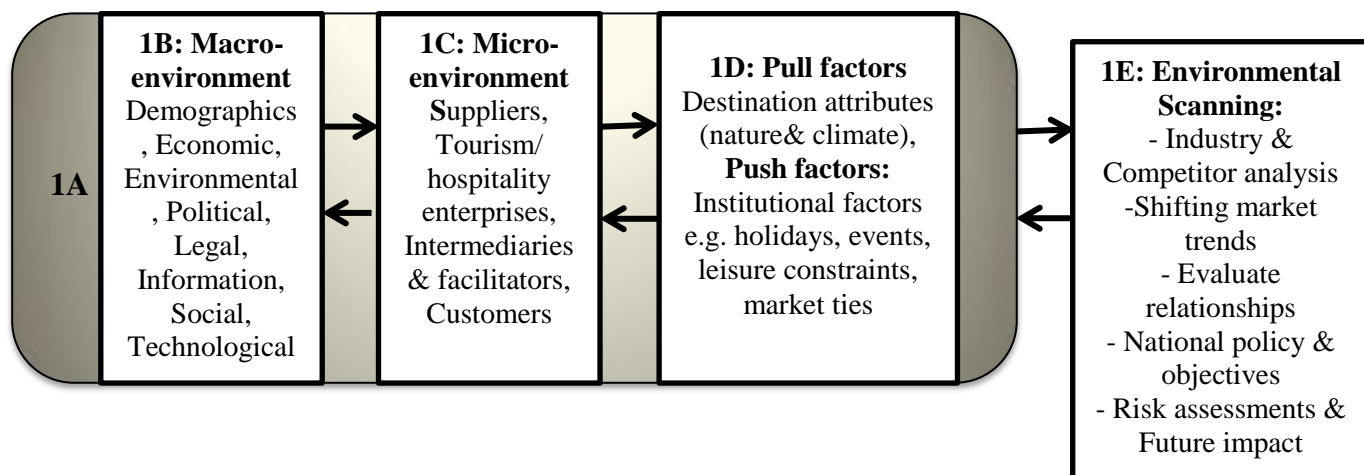 1A
1B: Macro-
environment
Demographics
, Economic,
Environmental
, Political,
Legal,
Information,
Social,
Technological
1C: Micro-
environment
Suppliers,
Tourism/
hospitality
enterprises,
Intermediaries
& facilitators,
Customers
1D: Pull factors
Destination attributes
(nature& climate),
Push factors:
Institutional factors
e.g. holidays, events,
leisure constraints,
market ties
1E: Environmental
Scanning:
- Industry &
Competitor analysis
-Shifting market
trends
- Evaluate
relationships
- National policy &
objectives
- Risk assessments &
Future impact